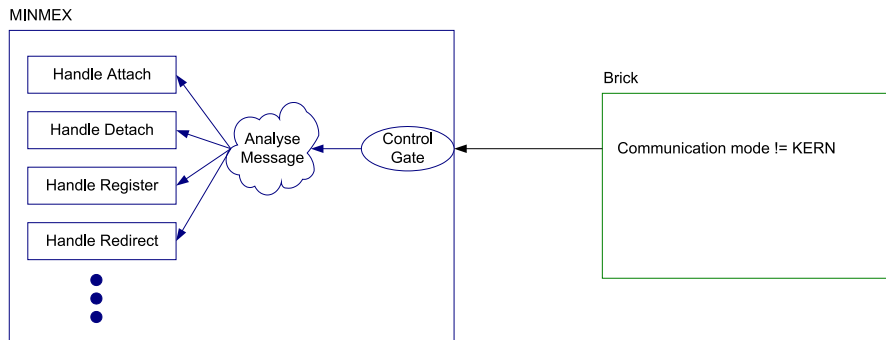 MINMEX
Handle Attach
Handle Detach
Handle Register
Handle Redirect
Analyse
Message
Control
Gate
Brick
Communication mode != KERN